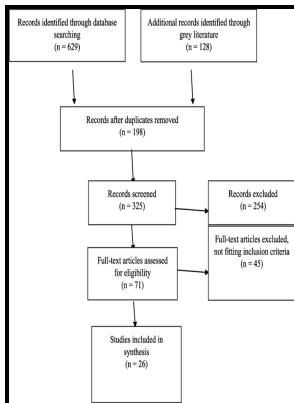 Records identified through database
searching
(n = 629)
Additional records identified through
grey literature
(n = 128)
Records after duplicates removed
(n = 198)
Records screened
(n = 325)
Records excluded
(n = 254)
Full-text articles assessed
for eligibility
(n = 71)
Full-text articles excluded,
not fitting inclusion criteria
(n = 45)
Studies included in
synthesis
(n = 26)